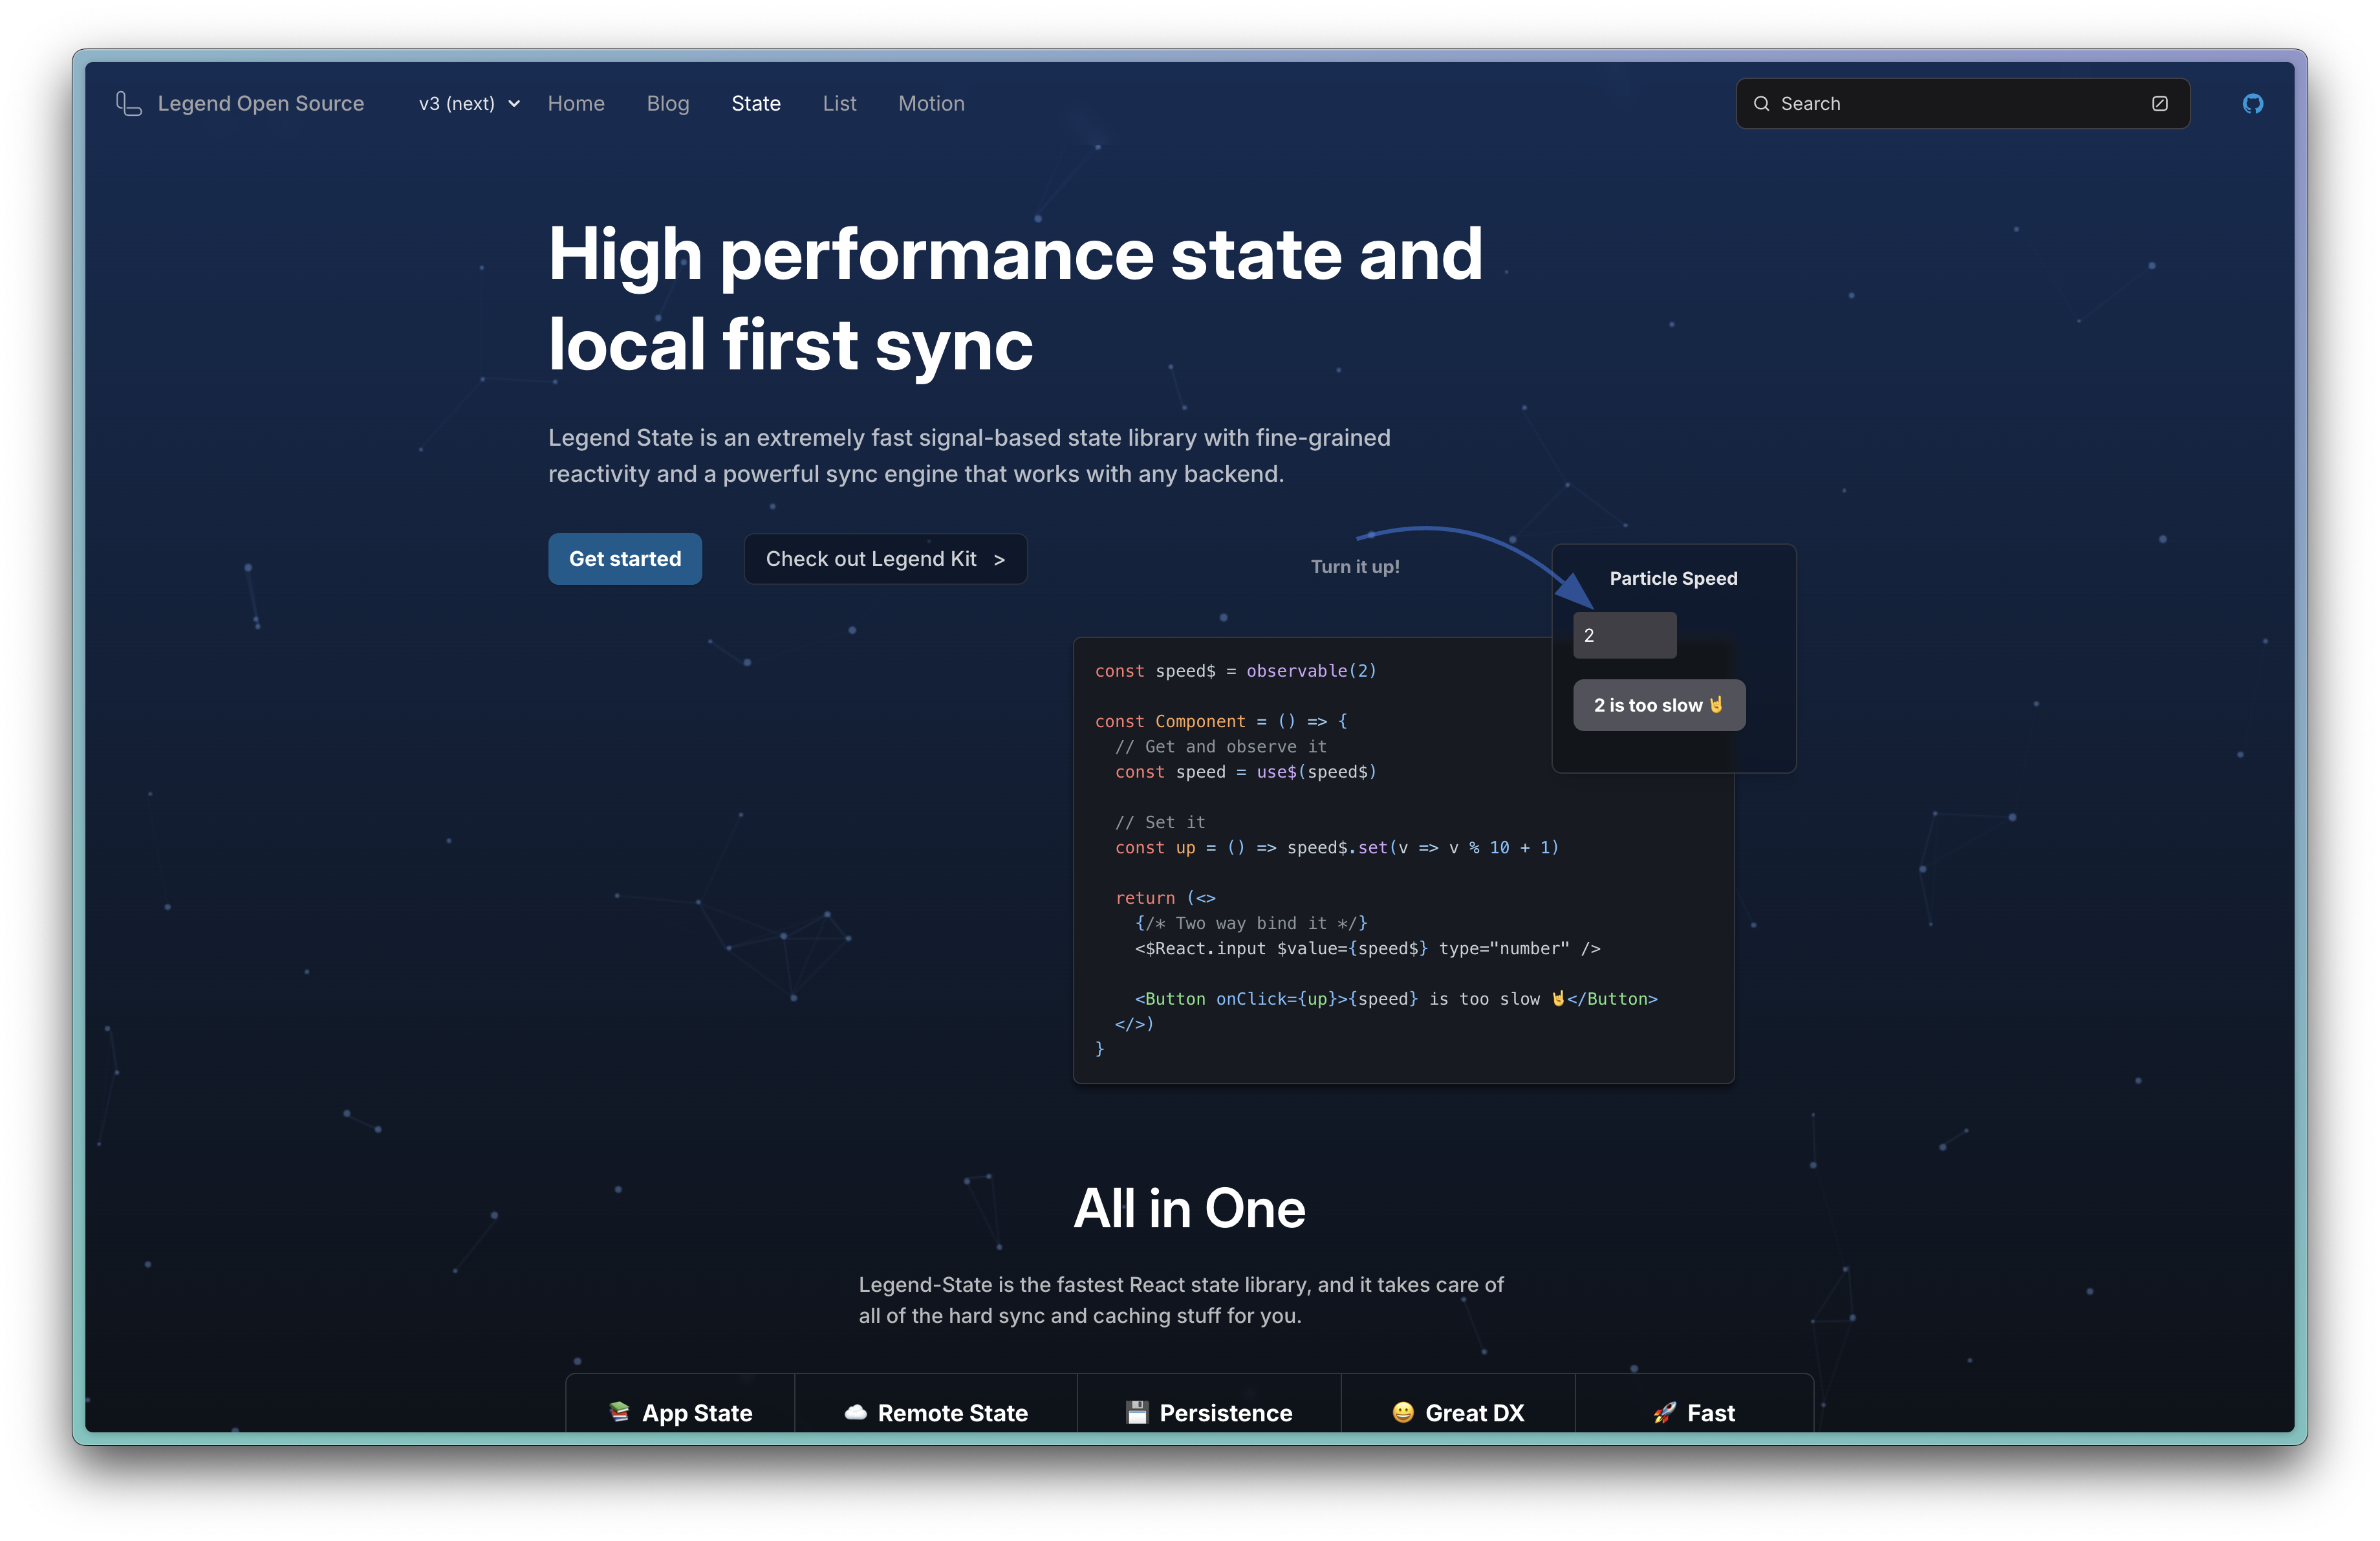 Legend Open Source
v3 (next)
Home
Blog
State
List
Motion
Search
High performance state and
local first sync
Legend State is an extremely fast signal-based state library with fine-grained
reactivity and a powerful sync engine that works with any backend.
Get started
Check out Legend Kit >
Turn it up!
Particle Speed
2
2 is too slow 🤘
const speed$ = observable(2)
const Component = () => {
  // Get and observe it
  const speed = use$(speed$)
  // Set it
  const up = () => speed$.set(v => v % 10 + 1)
  return (<>
    {/* Two way bind it */}
    <$React.input $value={speed$} type="number" />
    <Button onClick={up}>{speed} is too slow 🤘</Button>
  </>)
}
All in One
Legend-State is the fastest React state library, and it takes care of
all of the hard sync and caching stuff for you.
📚 App State
☁️ Remote State
💾 Persistence
😀 Great DX
🚀 Fast